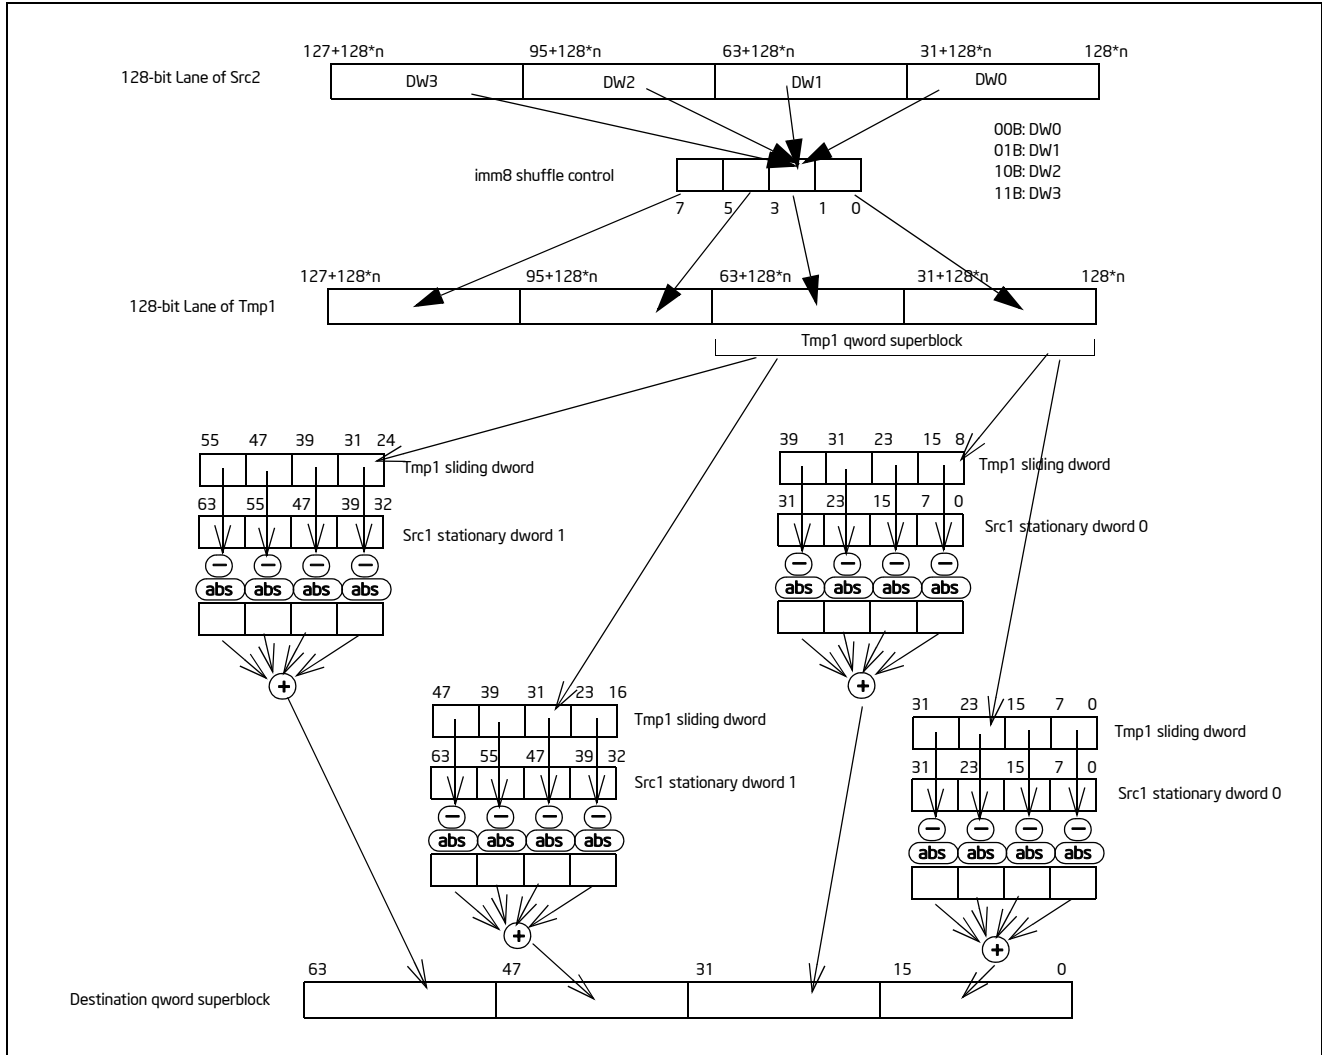 127+128*n 95+128*n 63+128*n 31+128*n 128*n
128-bit Lane of Src2 DW3 DW2 DW1 DW0
00B: DW0
01B: DW1
10B: DW2
11B: DW3
imm8 shuffle control
7 5 3 1 0
127+128*n 95+128*n 63+128*n 31+128*n 128*n
128-bit Lane of Tmp1
Tmp1 qword superblock
55 47 39 31 24
Tmp1 sliding dword
63 55 47 39 32
Src1 stationary dword 1
− − − −
abs abs abs abs
+
39 31 23 15 8
Tmp1 sliding dword
31 23 15 7 0
Src1 stationary dword 0
− − − −
abs abs abs abs
+
47 39 31 23 16
Tmp1 sliding dword
63 55 47 39 32
Src1 stationary dword 1
− − − −
abs abs abs abs
+
31 23 15 7 0
Tmp1 sliding dword
31 23 15 7 0
Src1 stationary dword 0
− − − −
abs abs abs abs
+
63 47 31 15 0
Destination qword superblock